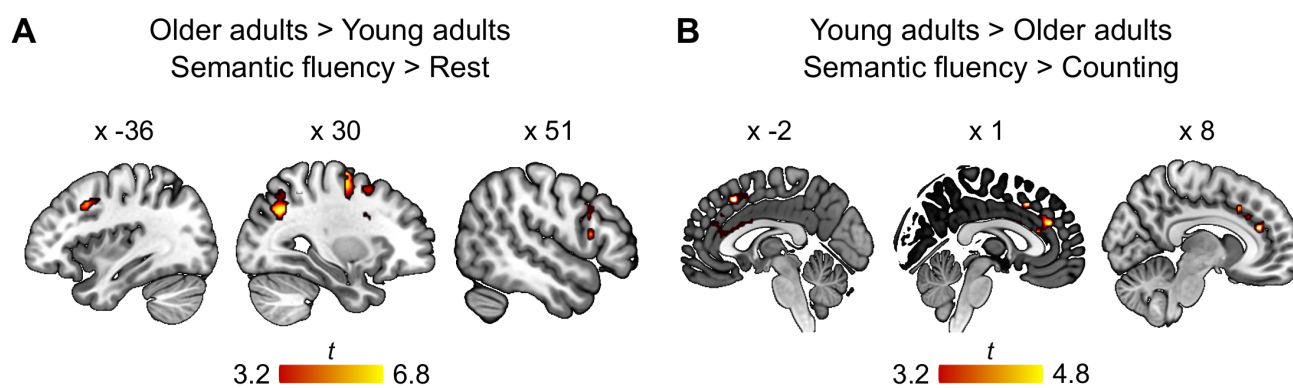 A
Older adults > Young adults
Semantic fluency > Rest
x -36
x 30
x 51
t
3.2
6.8
B
Young adults > Older adults
Semantic fluency > Counting
x -2
x 1
x 8
t
3.2
4.8